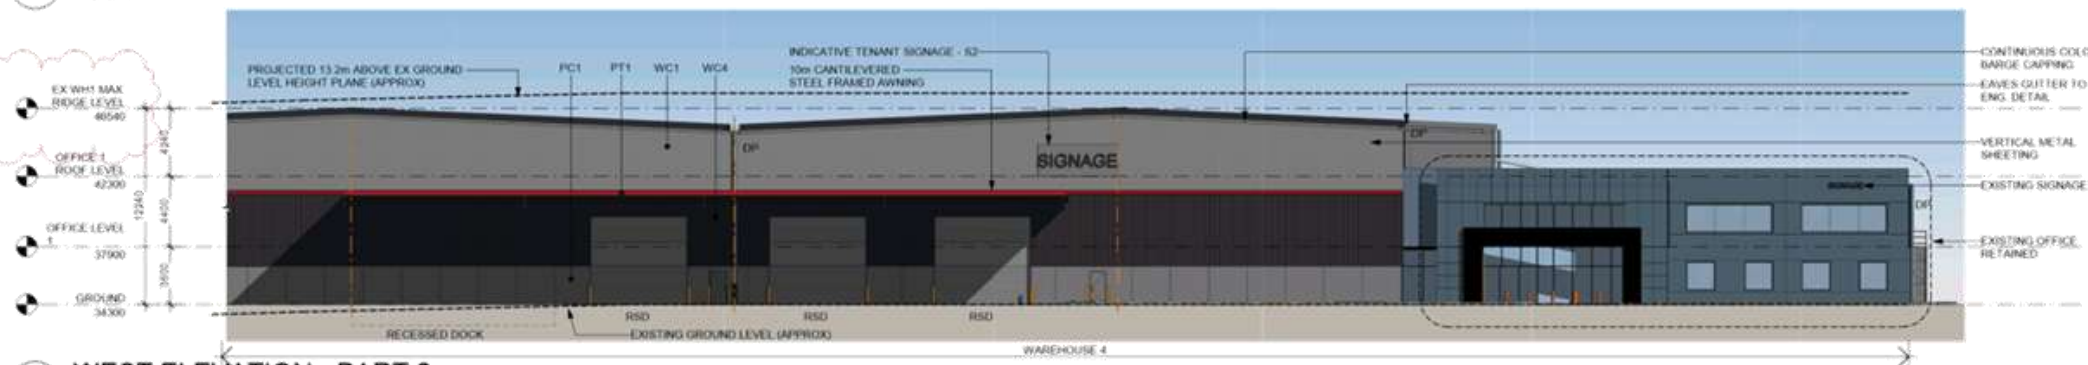 PROJECTED 13.2m ABOVE EX GROUND
LEVEL HEIGHT PLANE (APPROX)
PC1
PT1
WC1
WC4
INDICATIVE TENANT SIGNAGE - S2
10m CANTILEVERED
STEEL FRAMED AWNING
CONTINUOUS COLO
BARGE CAPPING
EAVES GUTTER TO
ENG. DETAIL
VERTICAL METAL
SHEETING
EXISTING SIGNAGE
EXISTING OFFICE
RETAINED
EX WH1 MAX
RIDGE LEVEL
46540
OFFICE 1
ROOF LEVEL
42300
OFFICE LEVEL
1
37900
GROUND
34300
12240
4240
4400
3600
DP
SIGNAGE
DP
SIGNAGE
DP
RSD
RSD
RSD
RECESSED DOCK
EXISTING GROUND LEVEL (APPROX)
WAREHOUSE 4